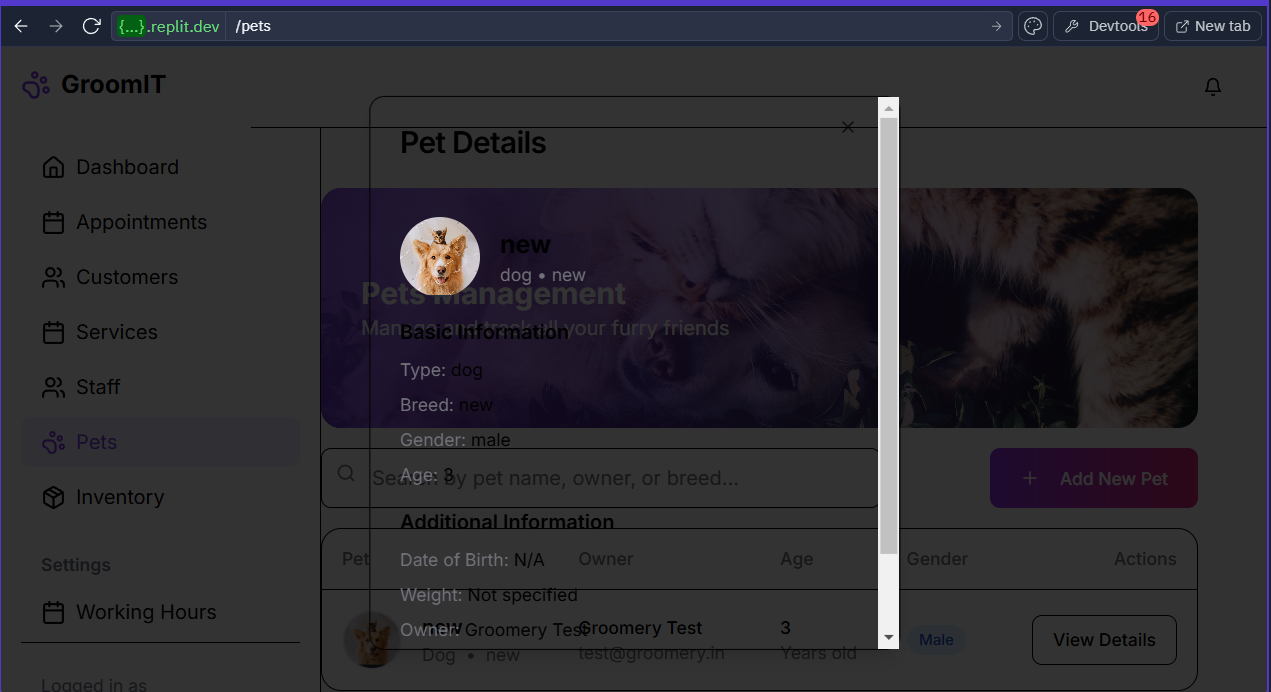 {...}.replit.dev /pets
Devtools 16
New tab
GroomIT
Dashboard
Appointments
Customers
Services
Staff
Pets
Inventory
Settings
Working Hours
Logged in as
Pet Details
new
dog • new
Pets Management
Manage and track all your furry friends
Basic Information
Type: dog
Breed: new
Gender: male
Age: 3
Search by pet name, owner, or breed...
+ Add New Pet
Additional Information
Date of Birth: N/A
Weight: Not specified
Owner: Groomery Test
Pet Owner Age Gender Actions
new Groomery Test 3 Male View Details
Dog • new test@groomery.in Years old